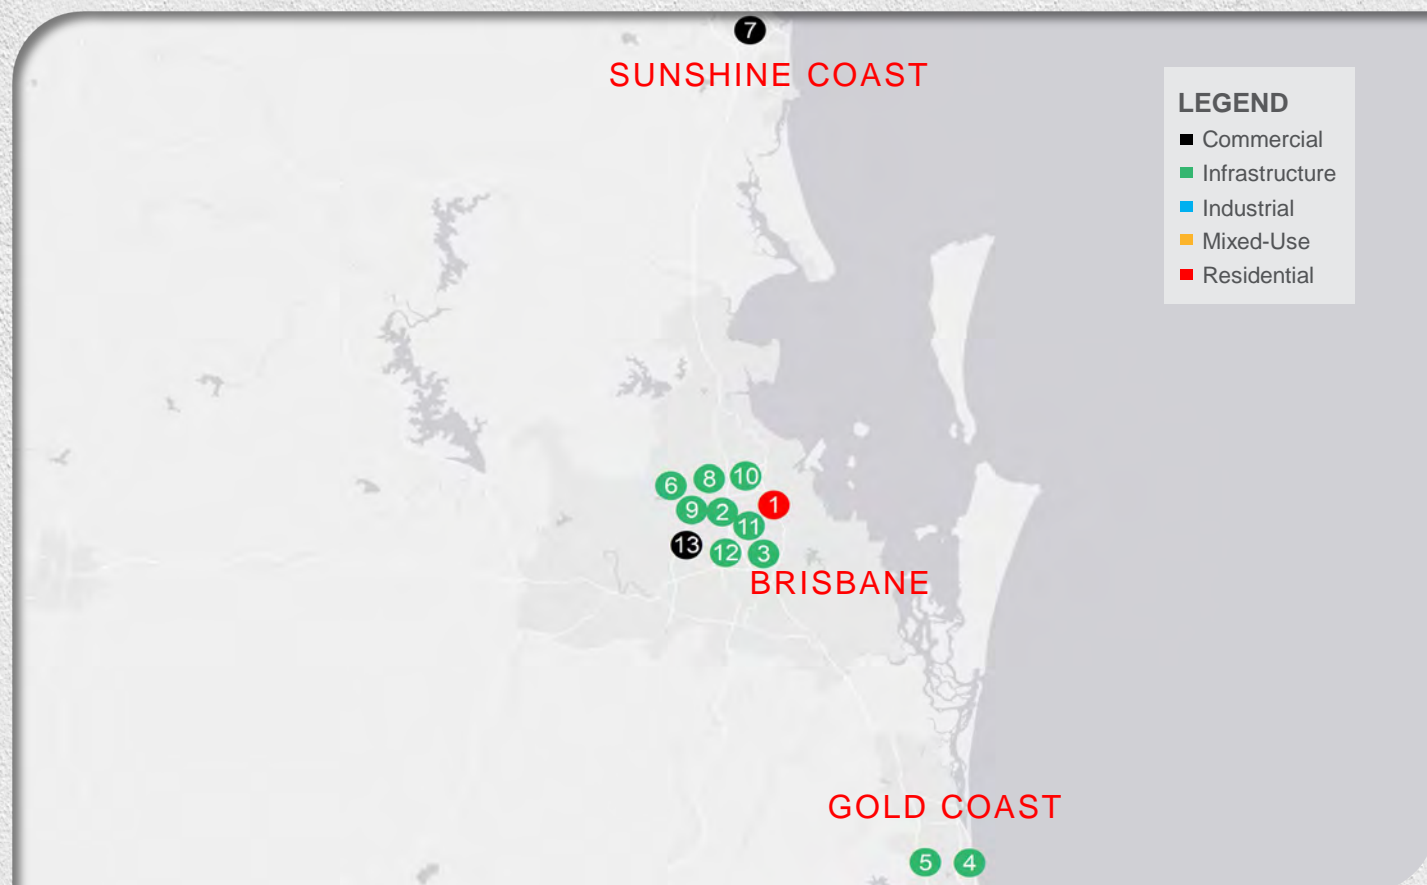 7
SUNSHINE COAST
LEGEND
Commercial
Infrastructure
Industrial
Mixed-Use
Residential
6
8
10
9
2
1
11
13
12
3
BRISBANE
GOLD COAST
5
4